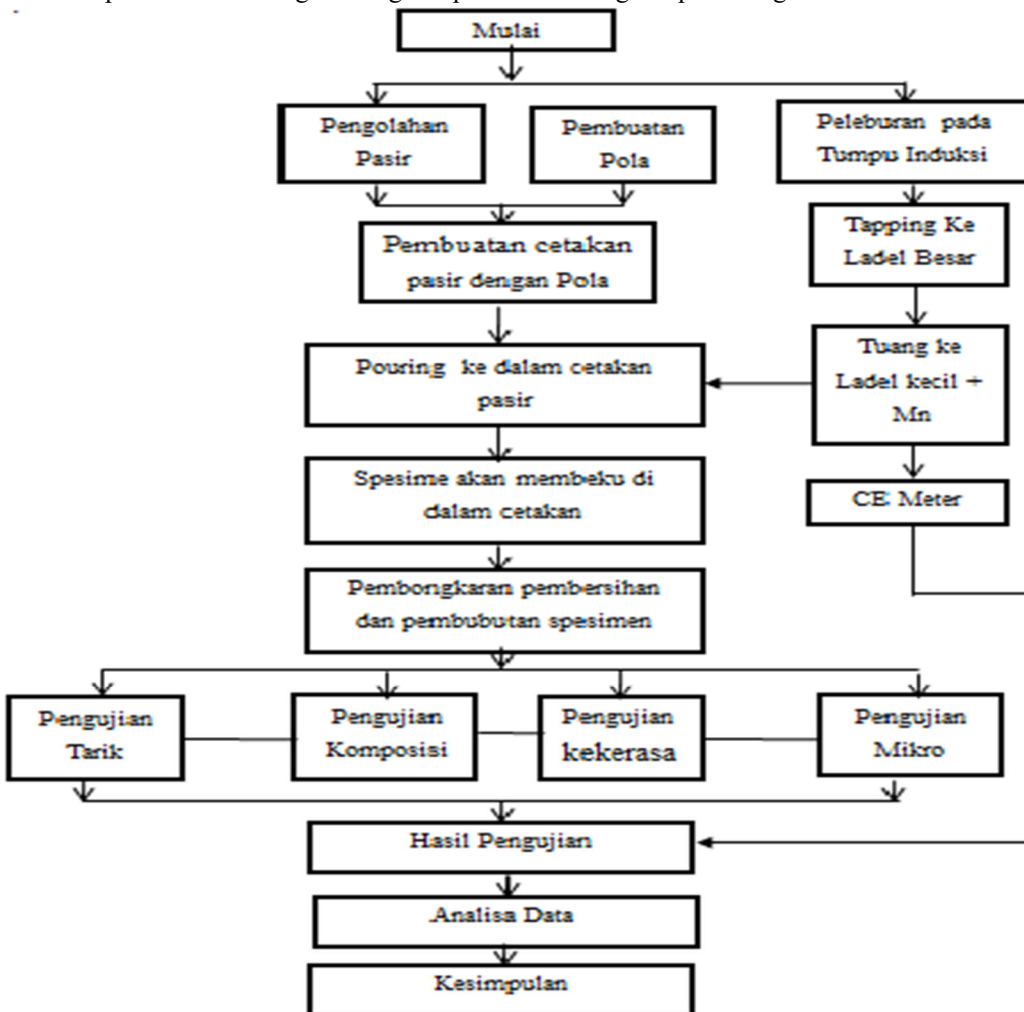 Mulai
Pengolahan
Pasir
Pembuatan
Pola
Peleburan pada
Tumpu Induksi
Tapping Ke
Ladel Besar
Pembuatan cetakan
pasir dengan Pola
Tuang ke
Ladel kecil +
Mn
Pouring ke dalam cetakan
pasir
Spesime akan membeku di
dalam cetakan
CE Meter
Pembongkaran pembersihan
dan pembubutan spesimen
Pengujian
Tarik
Pengujian
Komposisi
Pengujian
kekerasa
Pengujian
Mikro
Hasil Pengujian
Analisa Data
Kesimpulan